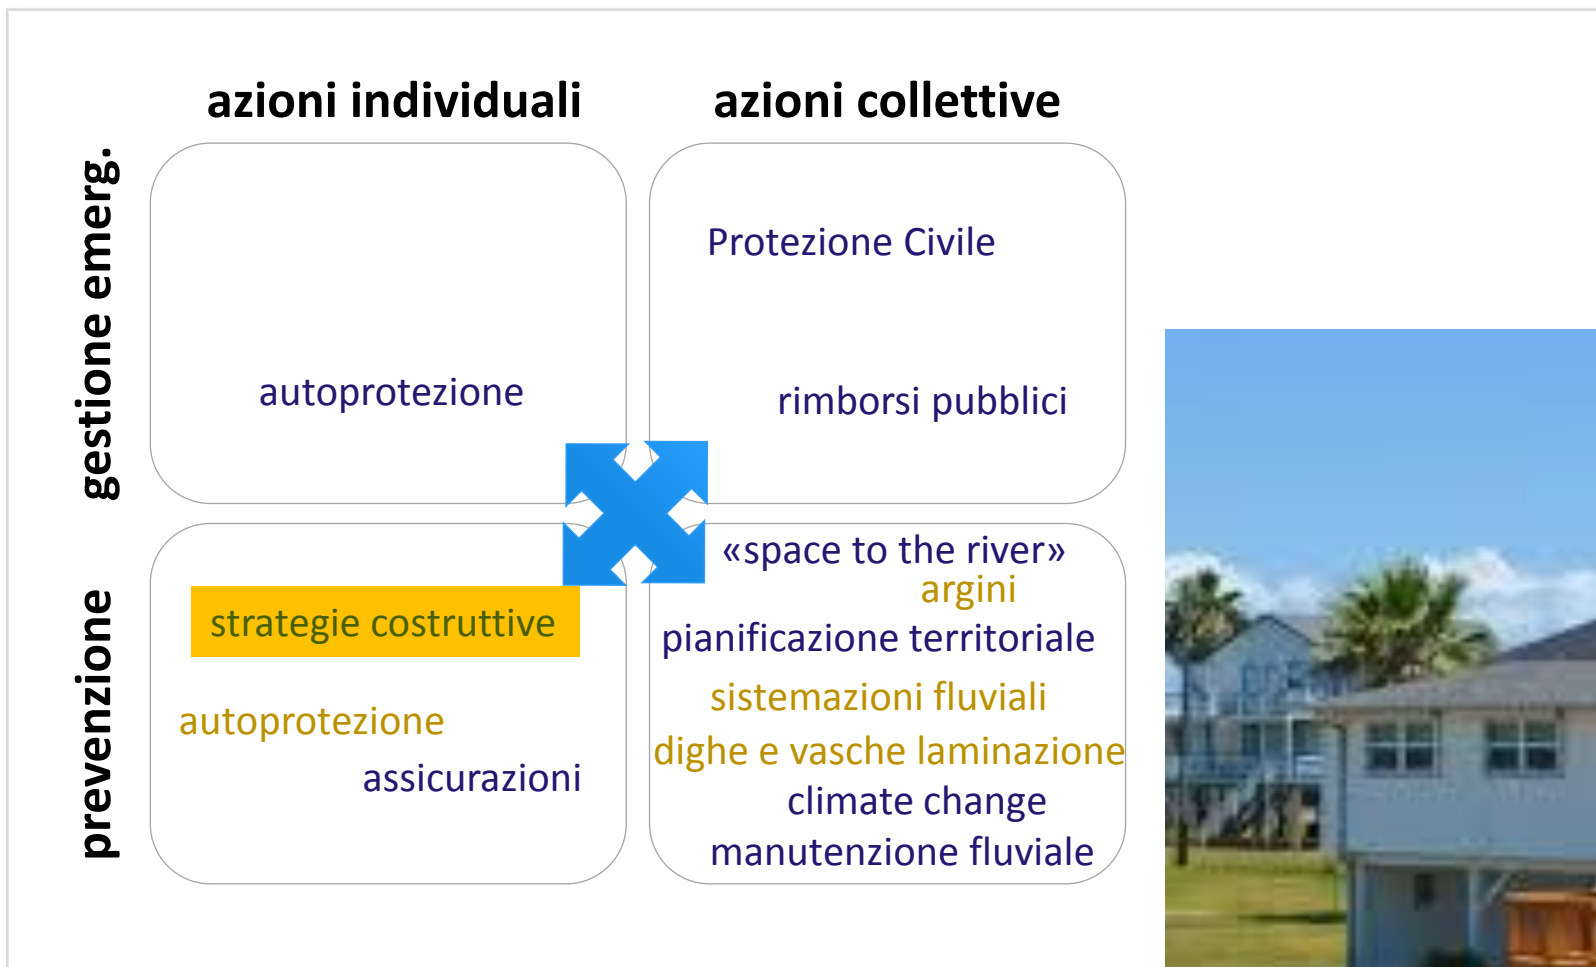 azioni individuali
azioni collettive
gestione emerg.
Protezione Civile
autoprotezione
rimborsi pubblici
prevenzione
strategie costruttive
autoprotezione
assicurazioni
«space to the river»
argini
pianificazione territoriale
sistemazioni fluviali
dighe e vasche laminazione
climate change
manutenzione fluviale